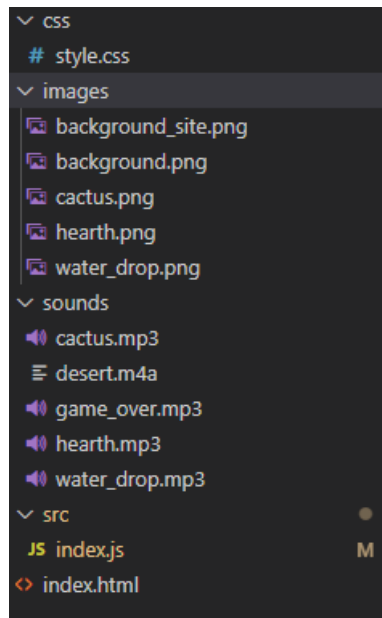 css
# style.css
images
background_site.png
background.png
cactus.png
hearth.png
water_drop.png
sounds
cactus.mp3
desert.m4a
game_over.mp3
hearth.mp3
water_drop.mp3
src
JS index.js M
<> index.html